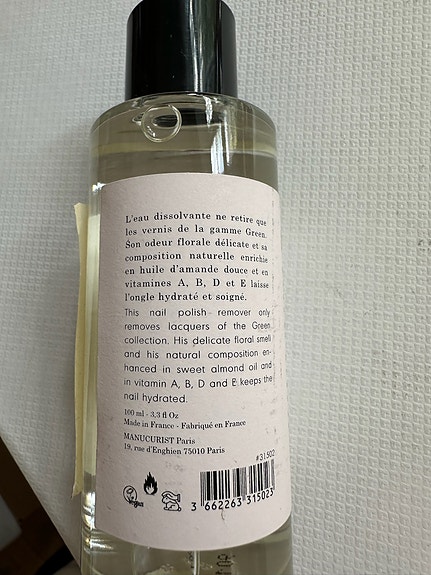 L'eau dissolvante ne retire que
les vernis de la gamme Green.
Son odeur florale délicate et sa
composition naturelle enrichie
en huile d'amande douce et en
vitamines A, B, D et E laisse
l'ongle hydraté et soigné.
This nail polish remover only
removes lacquers of the Green
collection. His delicate floral smell
and his natural composition en-
hanced in sweet almond oil and
in vitamin A, B, D and E keeps the
nail hydrated.
100 ml - 3,3 fl Oz
Made in France - Fabriqué en France
MANUCURIST Paris
19, rue d'Enghien 75010 Paris
#31502
Vegan
3 662263 315023